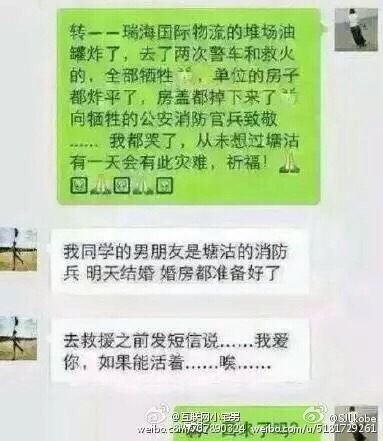 转一一瑞海国际物流的堆场油
罐炸了，去了两次警车和救火
的，全部牺牲，单位的房子
都炸平了，房盖都掉下来了
向牺牲的公安消防官兵致敬
...... 我都哭了，从未想过塘沽
有一天会有此灾难，祈福！
我同学的男朋友是塘沽的消防
兵 明天结婚 婚房都准备好了
去救援之前发短信说......我爱
你，如果能活着......唉......
@互联网小宅男
@SJRobe
weibo.com/u/5181729261